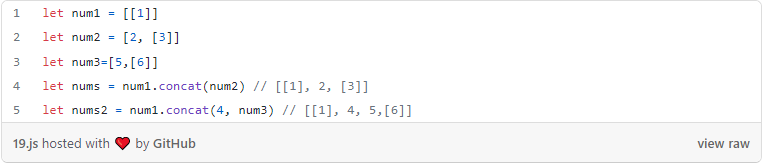 1 let num1 = [[1]]
2 let num2 = [2, [3]]
3 let num3=[5,[6]]
4 let nums = num1.concat(num2) // [[1], 2, [3]]
5 let nums2 = num1.concat(4, num3) // [[1], 4, 5,[6]]
19.js hosted with ❤ by GitHub view raw